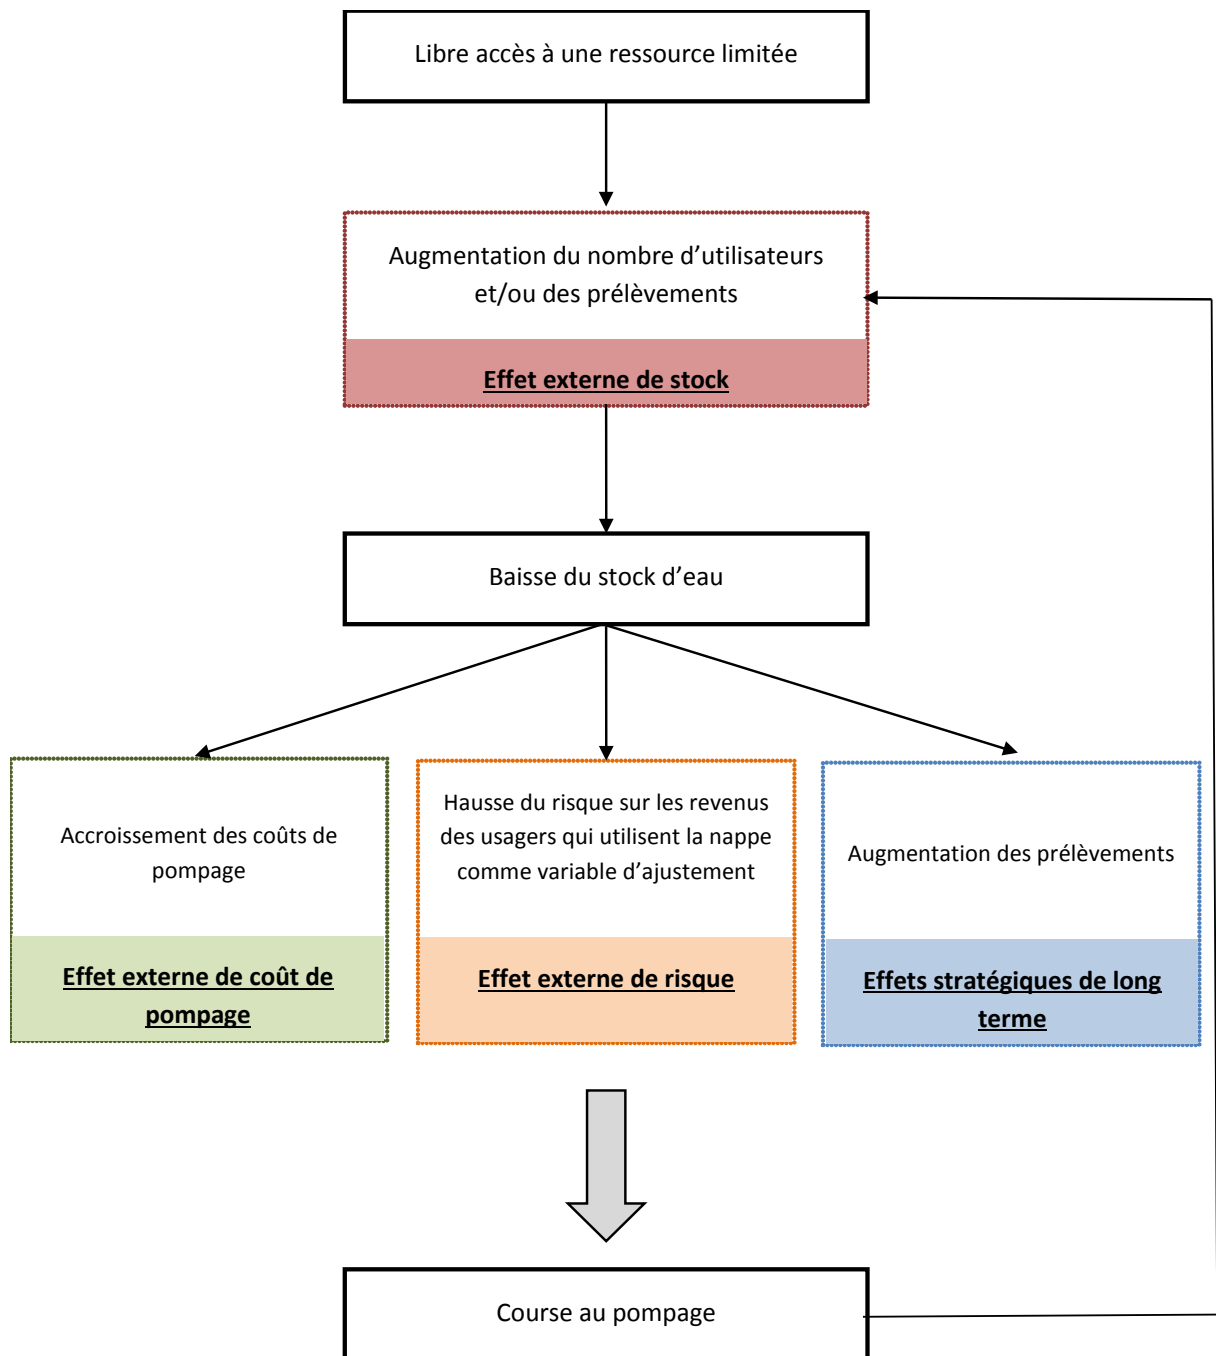 Libre accès à une ressource limitée
Augmentation du nombre d’utilisateurs
et/ou des prélèvements
Effet externe de stock
Baisse du stock d’eau
Accroissement des coûts de
pompage
Effet externe de coût de
pompage
Hausse du risque sur les revenus
des usagers qui utilisent la nappe
comme variable d’ajustement
Effet externe de risque
Augmentation des prélèvements
Effets stratégiques de long
terme
Course au pompage